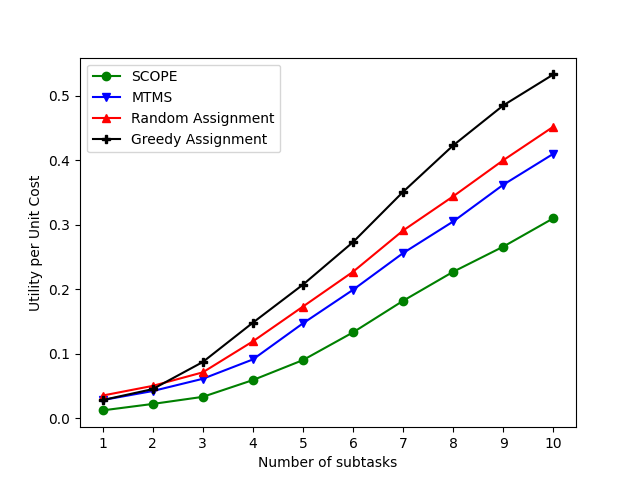 SCOPE
MTMS
Random Assignment
Greedy Assignment
Utility per Unit Cost
0.5
0.4
0.3
0.2
0.1
0.0
1 2 3 4 5 6 7 8 9 10
Number of subtasks